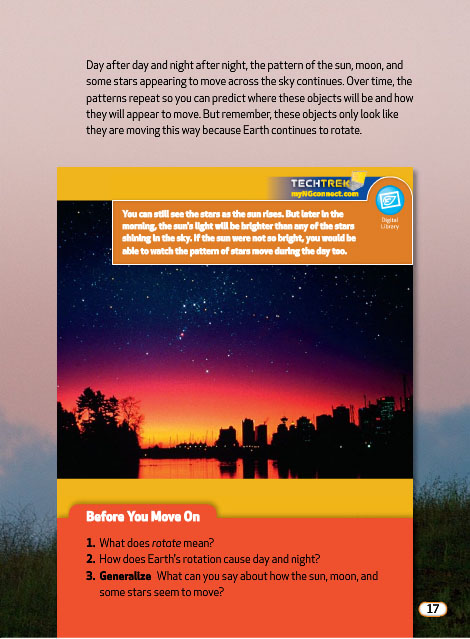 Day after day and night after night, the pattern of the sun, moon, and
some stars appearing to move across the sky continues. Over time, the
patterns repeat so you can predict where these objects will be and how
they will appear to move. But remember, these objects only look like
they are moving this way because Earth continues to rotate.
TECHTREK
myNGconnect.com
Digital
Library
You can still see the stars as the sun rises. But later in the
morning, the sun's light will be brighter than any of the stars
shining in the sky. If the sun were not so bright, you would be
able to watch the pattern of stars move during the day too.
Before You Move On
1. What does rotate mean?
2. How does Earth's rotation cause day and night?
3. Generalize What can you say about how the sun, moon, and
some stars seem to move?
17